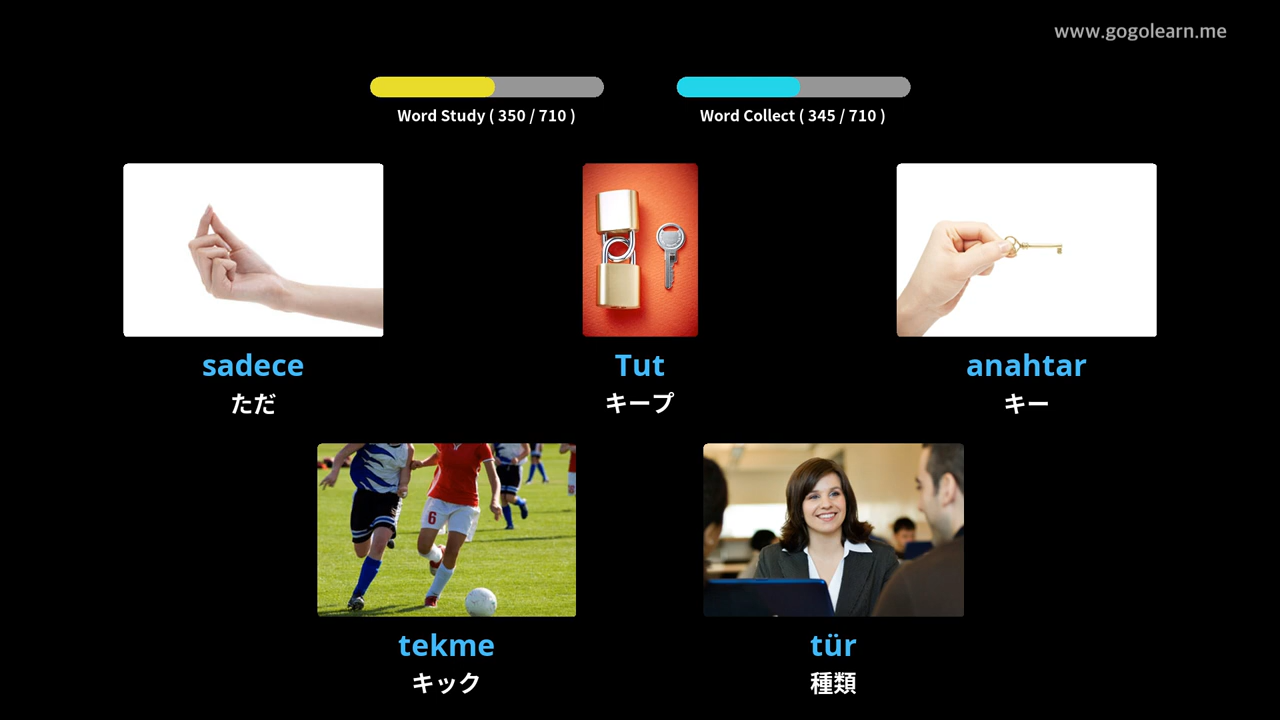 www.gogolearn.me
Word Study ( 350 / 710 )
Word Collect ( 345 / 710 )
sadece
ただ
Tut
キープ
anahtar
キー
6
tekme
キック
tür
種類